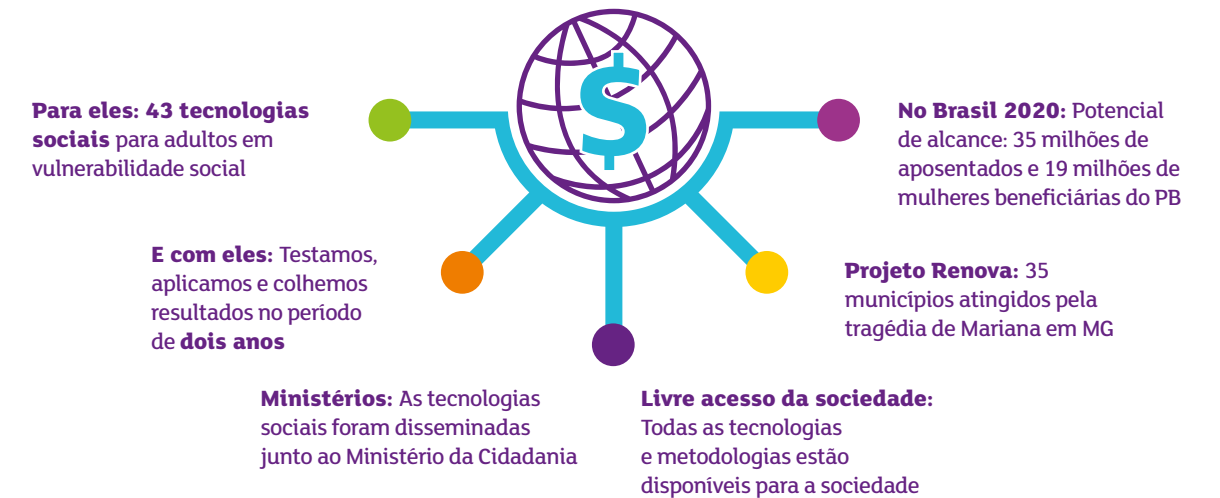 $
Para eles: 43 tecnologias
sociais para adultos em
vulnerabilidade social
E com eles: Testamos,
aplicamos e colhemos
resultados no período
de dois anos
Ministérios: As tecnologias
sociais foram disseminadas
junto ao Ministério da Cidadania
Livre acesso da sociedade:
Todas as tecnologias
e metodologias estão
disponíveis para a sociedade
Projeto Renova: 35
municípios atingidos pela
tragédia de Mariana em MG
No Brasil 2020: Potencial
de alcance: 35 milhões de
aposentados e 19 milhões de
mulheres beneficiárias do PB